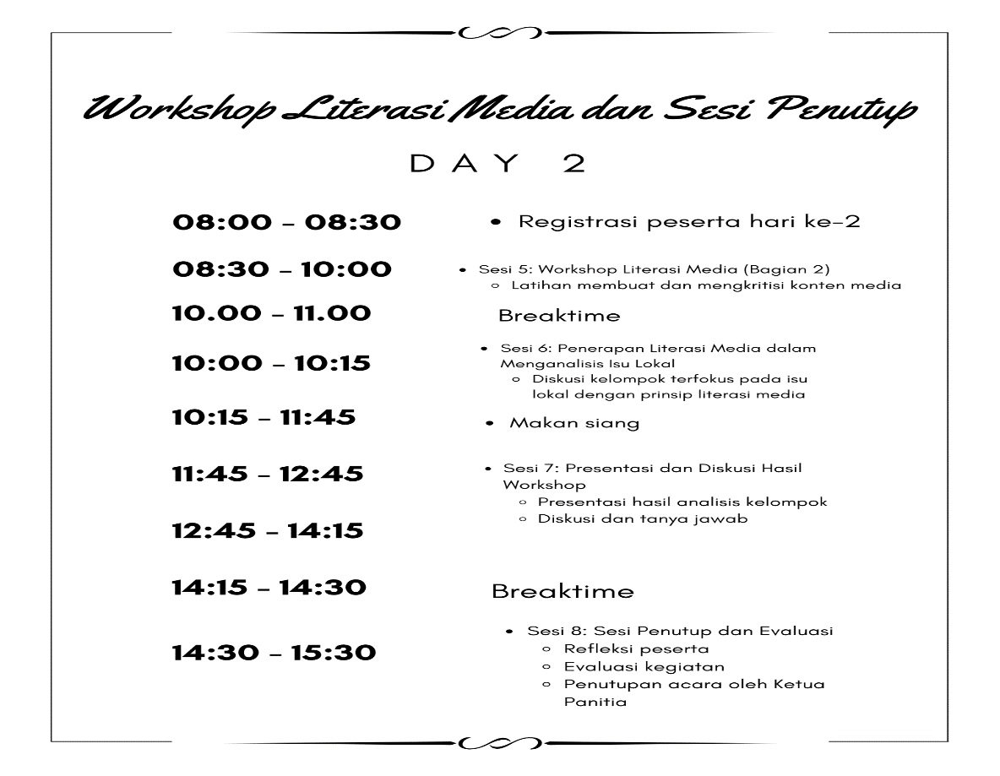 Workshop Literasi Media dan Sesi Penutup
DAY 2
08:00 – 08:30
• Registrasi peserta hari ke-2
08:30 – 10:00
• Sesi 5: Workshop Literasi Media (Bagian 2)
○ Latihan membuat dan mengkritisi konten media
10.00 – 11.00
Breaktime
10:00 – 10:15
• Sesi 6: Penerapan Literasi Media dalam
Menganalisis Isu Lokal
○ Diskusi kelompok terfokus pada isu
lokal dengan prinsip literasi media
10:15 – 11:45
• Makan siang
11:45 – 12:45
• Sesi 7: Presentasi dan Diskusi Hasil
Workshop
○ Presentasi hasil analisis kelompok
○ Diskusi dan tanya jawab
12:45 – 14:15
14:15 – 14:30
Breaktime
14:30 – 15:30
• Sesi 8: Sesi Penutup dan Evaluasi
○ Refleksi peserta
○ Evaluasi kegiatan
○ Penutupan acara oleh Ketua
Panitia